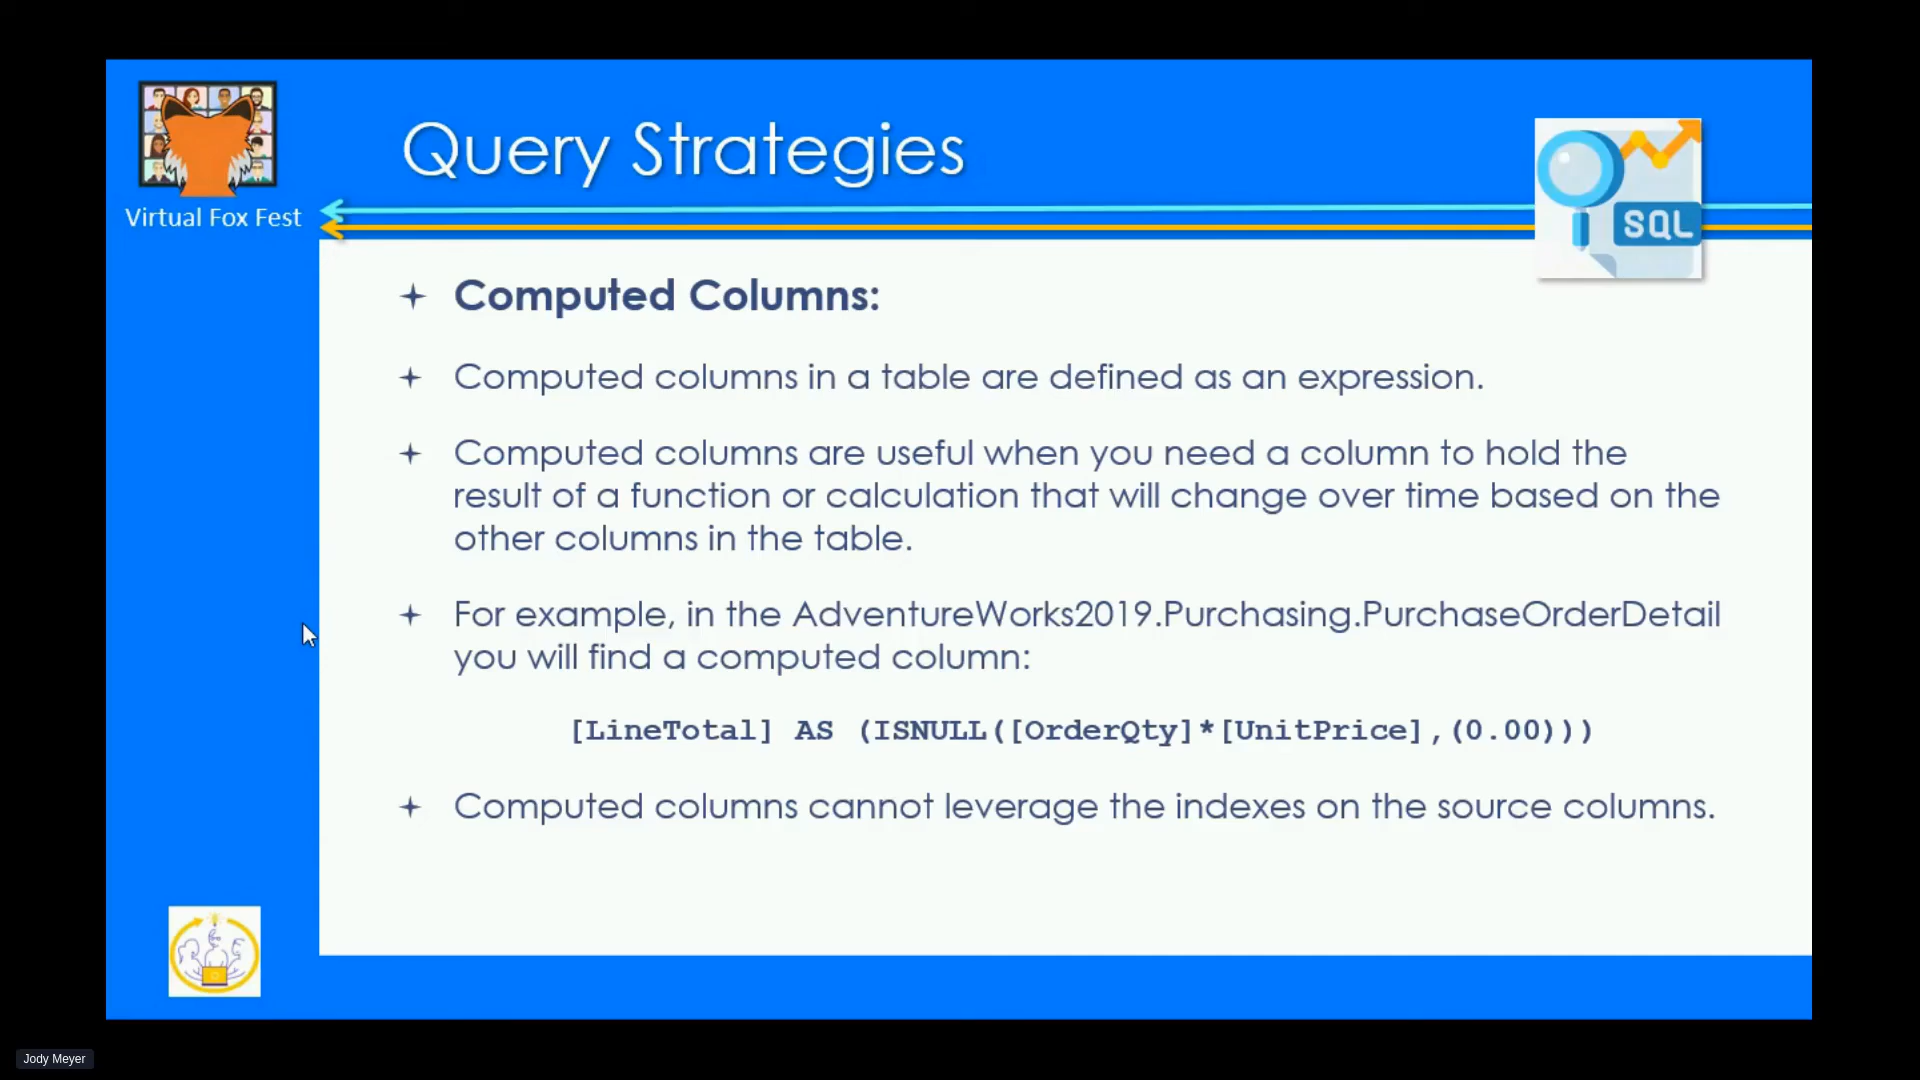 Query Strategies
Virtual Fox Fest
SQL
Computed Columns:
Computed columns in a table are defined as an expression.
Computed columns are useful when you need a column to hold the
result of a function or calculation that will change over time based on the
other columns in the table.
For example, in the AdventureWorks2019.Purchasing.PurchaseOrderDetail
you will find a computed column:
[LineTotal] AS (ISNULL([OrderQty]*[UnitPrice],(0.00)))
Computed columns cannot leverage the indexes on the source columns.
Jody Meyer